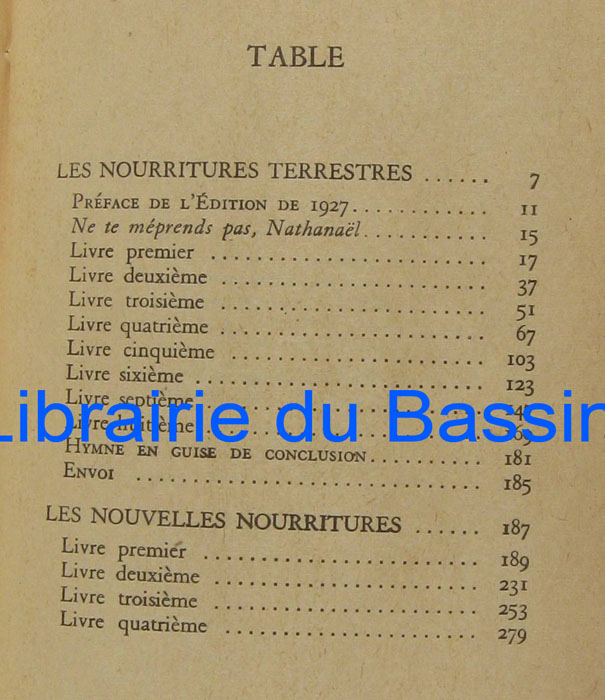 TABLE
LES NOURRITURES TERRESTRES ...... 7
PRÉFACE DE L'ÉDITION DE 1927............ 11
Ne te méprends pas, Nathanaël........... 15
Livre premier ......................... 17
Livre deuxième ........................ 37
Livre troisième ........................ 51
Livre quatrième ....................... 67
Livre cinquième ...................... 103
Livre sixième ......................... 123
Livre septième
Librairie du Bassin
Livre huitième
HYMNE EN GUISE DE CONCLUSION.......... 181
ENVOI .............................. 185
LES NOUVELLES NOURRITURES ...... 187
Livre premier ........................ 189
Livre deuxième ....................... 231
Livre troisième ....................... 253
Livre quatrième ...................... 279